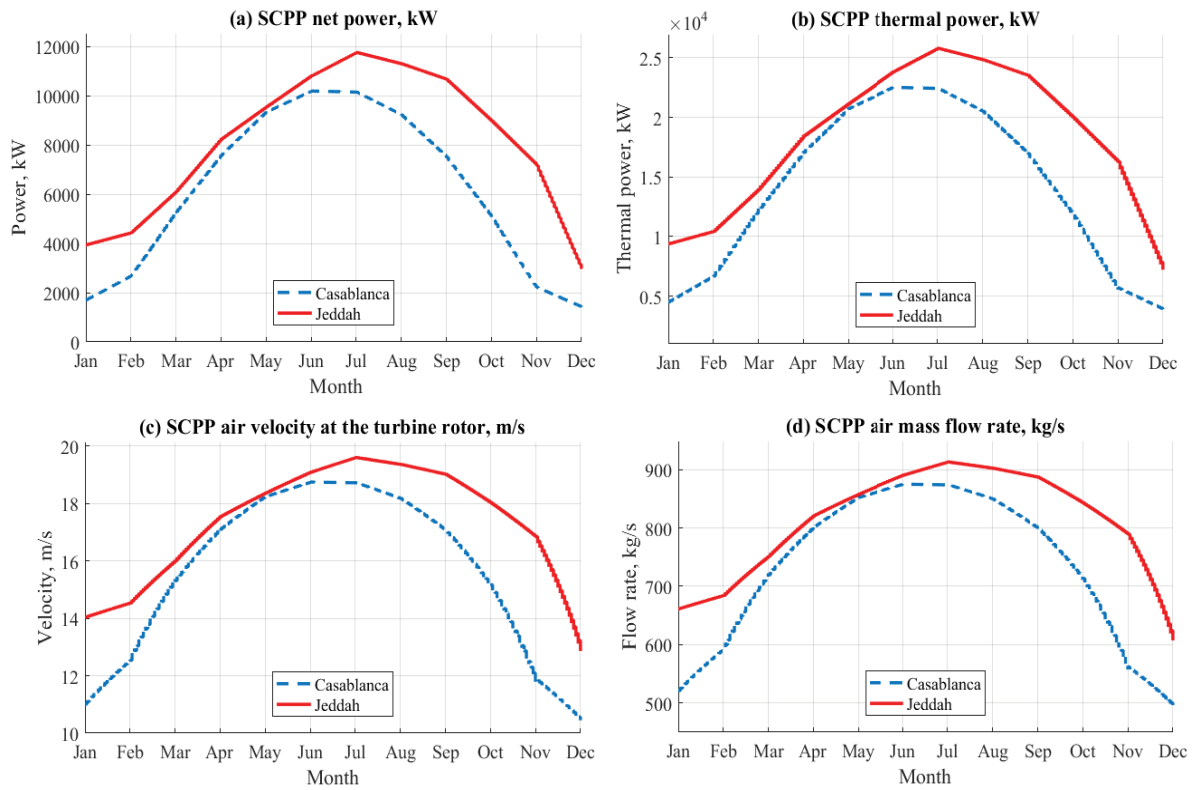 (a) SCPP net power, kW
12000
10000
8000
6000
4000
2000
0
Power, kW
Casablanca
Jeddah
Jan Feb Mar Apr May Jun Jul Aug Sep Oct Nov Dec
Month
(b) SCPP thermal power, kW
×10⁴
2.5
2
1.5
1
0.5
Thermal power, kW
Casablanca
Jeddah
Jan Feb Mar Apr May Jun Jul Aug Sep Oct Nov Dec
Month
(c) SCPP air velocity at the turbine rotor, m/s
20
18
16
14
12
10
Velocity, m/s
Casablanca
Jeddah
Jan Feb Mar Apr May Jun Jul Aug Sep Oct Nov Dec
Month
(d) SCPP air mass flow rate, kg/s
900
800
700
600
500
Flow rate, kg/s
Casablanca
Jeddah
Jan Feb Mar Apr May Jun Jul Aug Sep Oct Nov Dec
Month